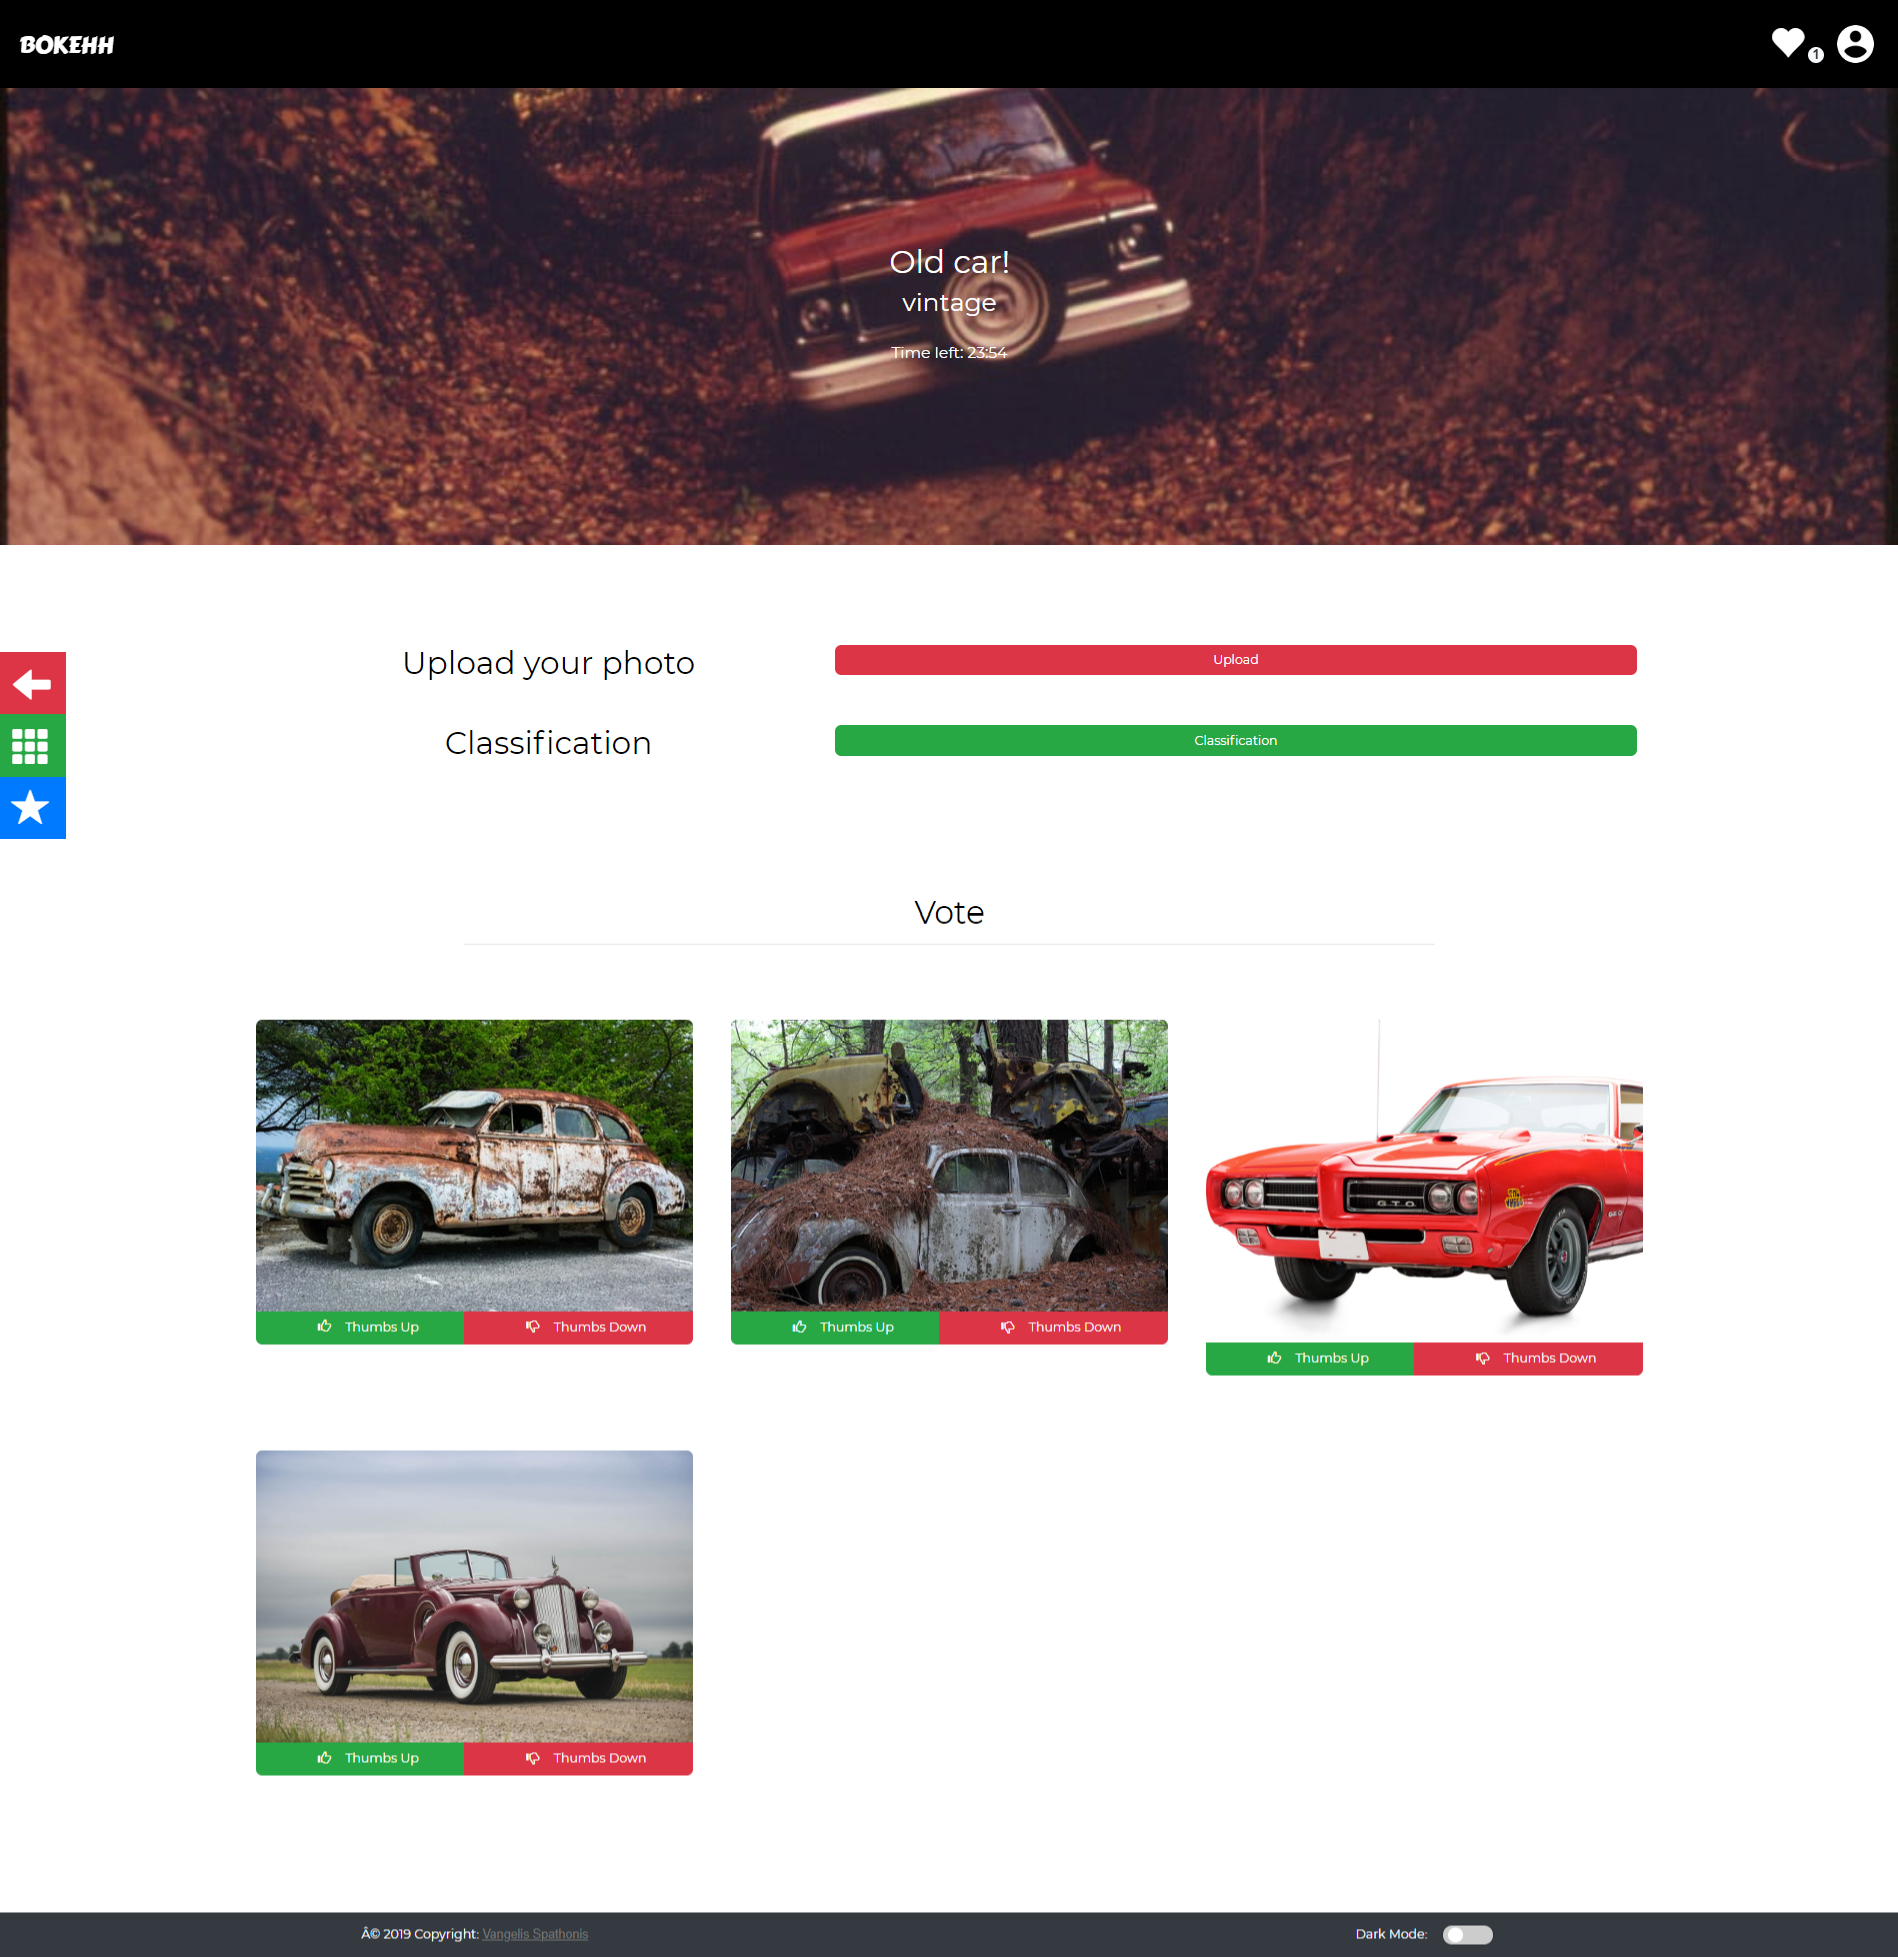 BOKEHH
1
Old car!
vintage
Time left: 23:54
Upload your photo
Upload
Classification
Classification
Vote
G.T.O.
Thumbs Up
Thumbs Down
Thumbs Up
Thumbs Down
Thumbs Up
Thumbs Down
Thumbs Up
Thumbs Down
Â© 2019 Copyright: Vangelis Spathonis
Dark Mode: